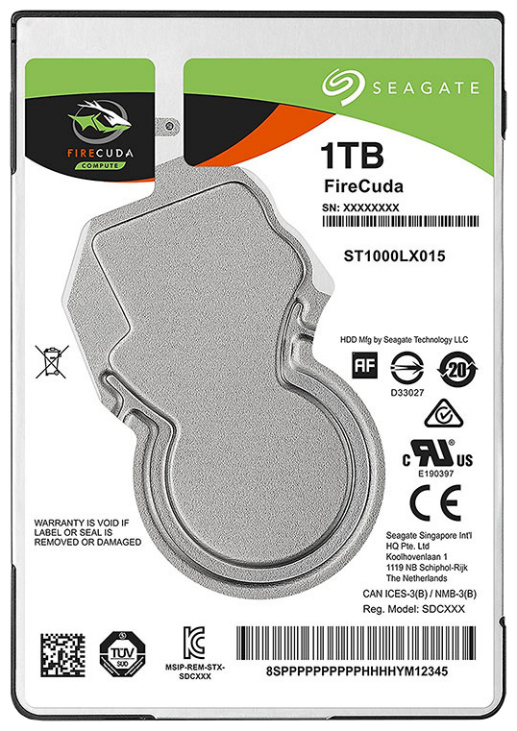 SEAGATE
FIRECUDA
COMPUTE
1TB
FireCuda
SN: XXXXXXXX
ST1000LX015
HDD Mfg by Seagate Technology LLC
AF
20
D33027
c RU® US
E190397
CE
WARRANTY IS VOID IF
LABEL OR SEAL IS
REMOVED OR DAMAGED
Seagate Singapore Int'l
HQ Pte. Ltd
Koolhovenlaan 1
1119 NB Schiphol-Rijk
The Netherlands
CAN ICES-3(B) / NMB-3(B)
Reg. Model: SDCXXX
TÜV
SUD
MSIP-REM-STX-
SDCXXX
8SPPPPPPPPPPHHHHYM12345